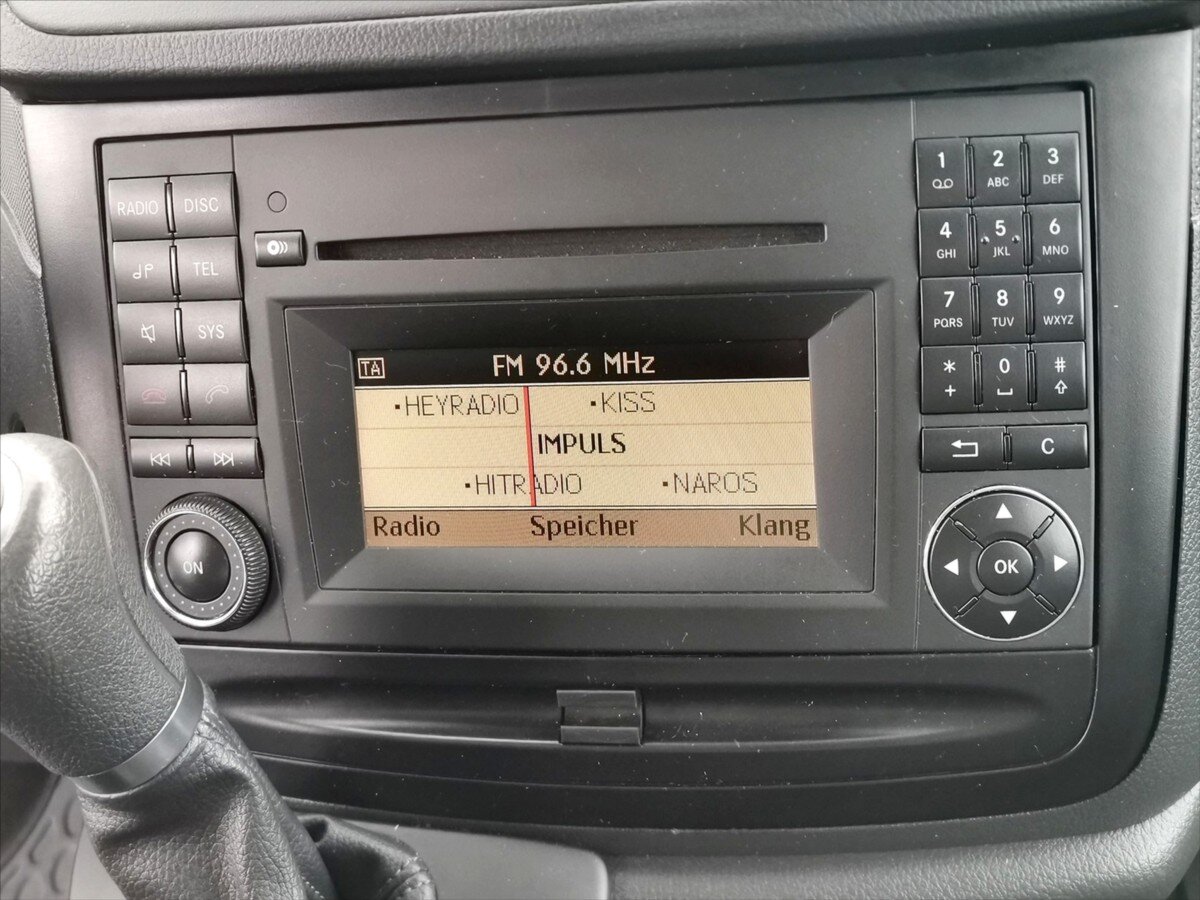 RADIO DISC
TEL
SYS
ON
TA FM 96.6 MHz
HEYRADIO KISS
IMPULS
HITRADIO NAROS
Radio Speicher Klang
1 2 3
ABC DEF
4 5 6
GHI JKL MNO
7 8 9
PQRS TUV WXYZ
* 0 #
+
C
OK